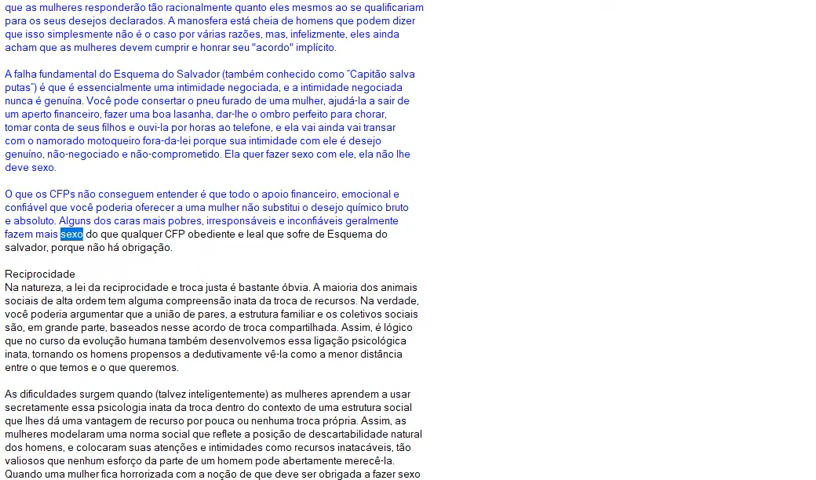 que as mulheres responderão tão racionalmente quanto eles mesmos ao se qualificariam
para os seus desejos declarados. A manosfera está cheia de homens que podem dizer
que isso simplesmente não é o caso por várias razões, mas, infelizmente, eles ainda
acham que as mulheres devem cumprir e honrar seu "acordo" implícito.
A falha fundamental do Esquema do Salvador (também conhecido como "Capitão salva
putas") é que é essencialmente uma intimidade negociada, e a intimidade negociada
nunca é genuína. Você pode consertar o pneu furado de uma mulher, ajudá-la a sair de
um aperto financeiro, fazer uma boa lasanha, dar-lhe o ombro perfeito para chorar,
tomar conta de seus filhos e ouvi-la por horas ao telefone, e ela vai ainda vai transar
com o namorado motoqueiro fora-da-lei porque sua intimidade com ele é desejo
genuíno, não-negociado e não-comprometido. Ela quer fazer sexo com ele, ela não lhe
deve sexo.
O que os CFPs não conseguem entender é que todo o apoio financeiro, emocional e
confiável que você poderia oferecer a uma mulher não substitui o desejo químico bruto
e absoluto. Alguns dos caras mais pobres, irresponsáveis e inconfiáveis geralmente
fazem mais sexo do que qualquer CFP obediente e leal que sofre de Esquema do
salvador, porque não há obrigação.
Reciprocidade
Na natureza, a lei da reciprocidade e troca justa é bastante óbvia. A maioria dos animais
sociais de alta ordem tem alguma compreensão inata da troca de recursos. Na verdade,
você poderia argumentar que a união de pares, a estrutura familiar e os coletivos sociais
são, em grande parte, baseados nesse acordo de troca compartilhada. Assim, é lógico
que no curso da evolução humana também desenvolvemos essa ligação psicológica
inata, tornando os homens propensos a dedutivamente vê-la como a menor distância
entre o que temos e o que queremos.
As dificuldades surgem quando (talvez inteligentemente) as mulheres aprendem a usar
secretamente essa psicologia inata da troca dentro do contexto de uma estrutura social
que lhes dá uma vantagem de recurso por pouca ou nenhuma troca própria. Assim, as
mulheres modelaram uma norma social que reflete a posição de descartabilidade natural
dos homens, e colocaram suas atenções e intimidades como recursos inatacáveis, tão
valiosos que nenhum esforço da parte de um homem pode abertamente merecê-la.
Quando uma mulher fica horrorizada com a noção de que deve ser obrigada a fazer sexo